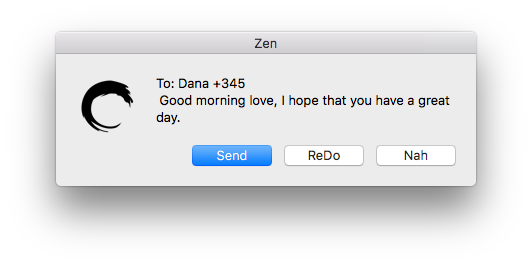 Zen
To: Dana +345
Good morning love, I hope that you have a great
day.
Send ReDo Nah